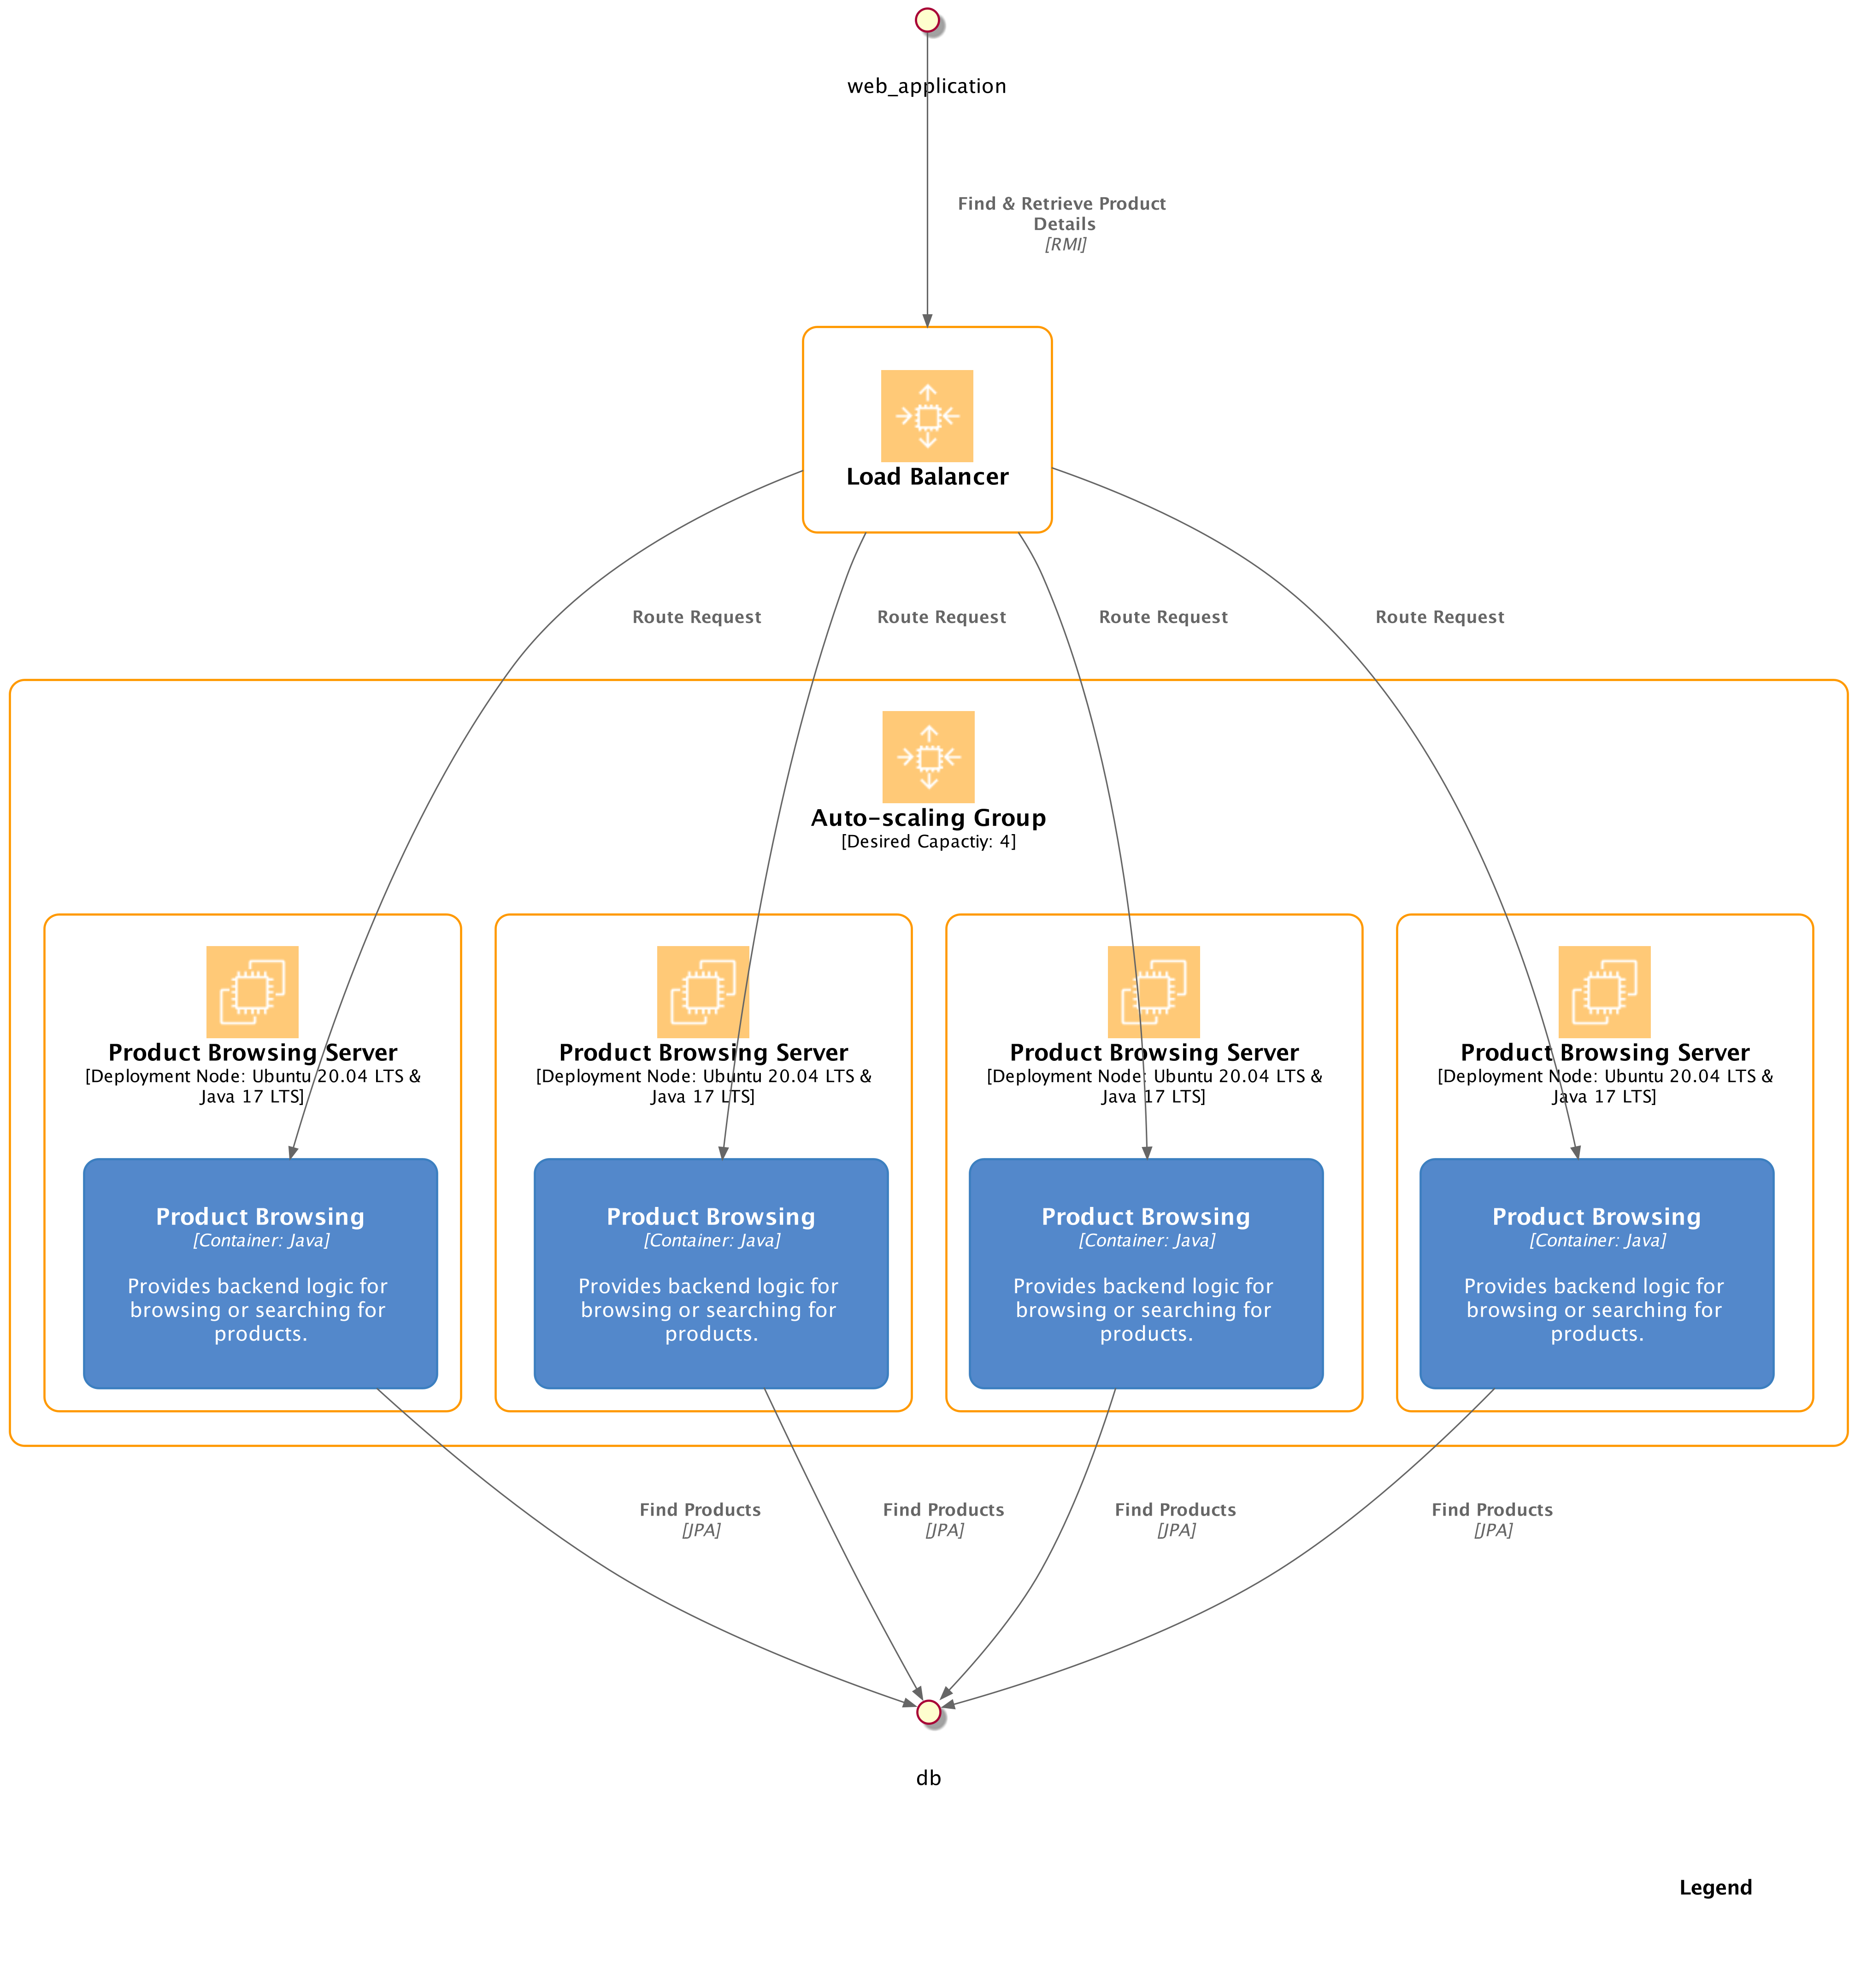 web_application
Find & Retrieve Product
Details
[RMI]
Load Balancer
Route Request
Route Request
Route Request
Route Request
Auto-scaling Group
[Desired Capactiy: 4]
Product Browsing Server
[Deployment Node: Ubuntu 20.04 LTS &
Java 17 LTS]
Product Browsing
[Container: Java]
Provides backend logic for
browsing or searching for
products.
Product Browsing Server
[Deployment Node: Ubuntu 20.04 LTS &
Java 17 LTS]
Product Browsing
[Container: Java]
Provides backend logic for
browsing or searching for
products.
Product Browsing Server
[Deployment Node: Ubuntu 20.04 LTS &
Java 17 LTS]
Product Browsing
[Container: Java]
Provides backend logic for
browsing or searching for
products.
Product Browsing Server
[Deployment Node: Ubuntu 20.04 LTS &
Java 17 LTS]
Product Browsing
[Container: Java]
Provides backend logic for
browsing or searching for
products.
Find Products
[JPA]
Find Products
[JPA]
Find Products
[JPA]
Find Products
[JPA]
db
Legend